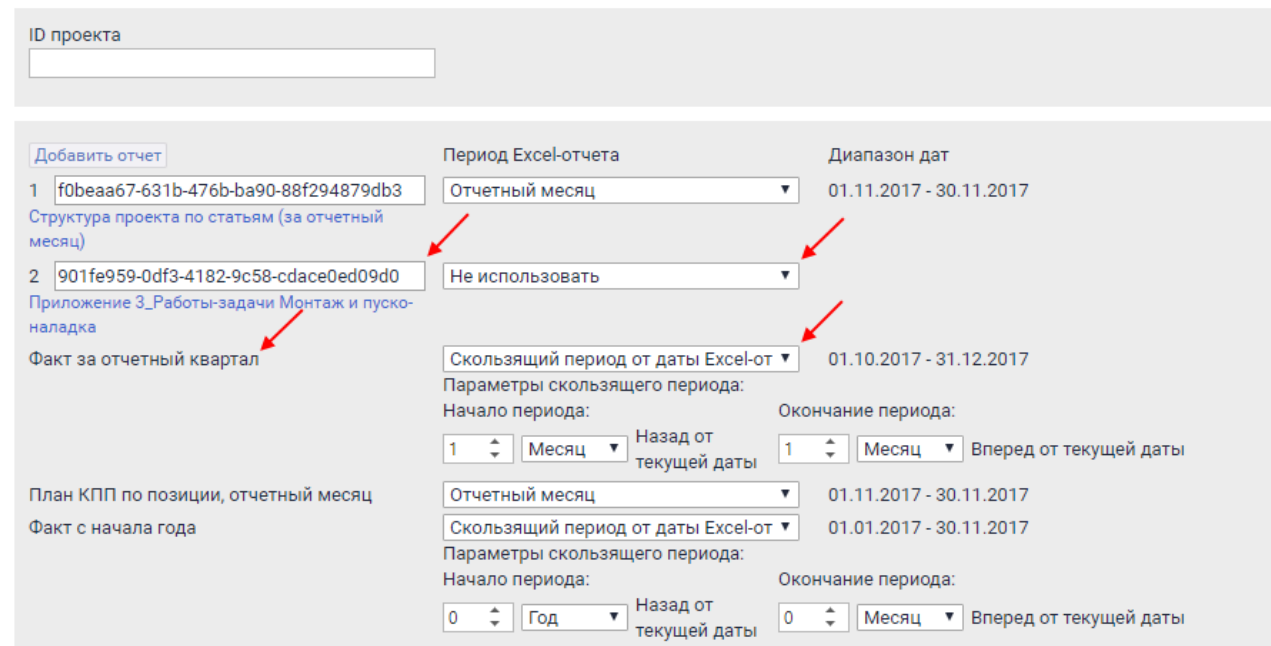 ID проекта
Добавить отчет Период Excel-отчета Диапазон дат
1 f0beaa67-631b-476b-ba90-88f294879db3 Отчетный месяц 01.11.2017 - 30.11.2017
Структура проекта по статьям (за отчетный
месяц)
2 901fe959-0df3-4182-9c58-cdace0ed09d0 Не использовать
Приложение 3_Работы-задачи Монтаж и пуско-
наладка
Факт за отчетный квартал Скользящий период от даты Excel-от 01.10.2017 - 31.12.2017
Параметры скользящего периода:
Начало периода: Окончание периода:
1 Месяц Назад от текущей даты 1 Месяц Вперед от текущей даты
План КПП по позиции, отчетный месяц Отчетный месяц 01.11.2017 - 30.11.2017
Факт с начала года Скользящий период от даты Excel-от 01.01.2017 - 30.11.2017
Параметры скользящего периода:
Начало периода: Окончание периода:
0 Год Назад от текущей даты 0 Месяц Вперед от текущей даты